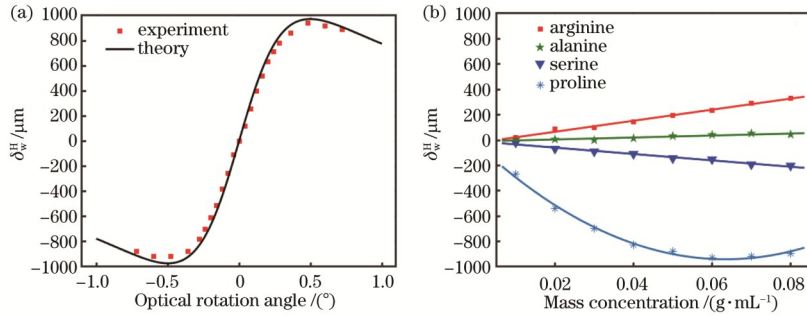 (a)
1000
800
600
400
200
0
−200
−400
−600
−800
−1000
δ_w^H /μm
experiment
theory
−1.0
−0.5
0
0.5
1.0
Optical rotation angle /(°)
(b)
1000
800
600
400
200
0
−200
−400
−600
−800
−1000
δ_w^H /μm
arginine
alanine
serine
proline
0.02
0.04
0.06
0.08
Mass concentration /(g·mL⁻¹)